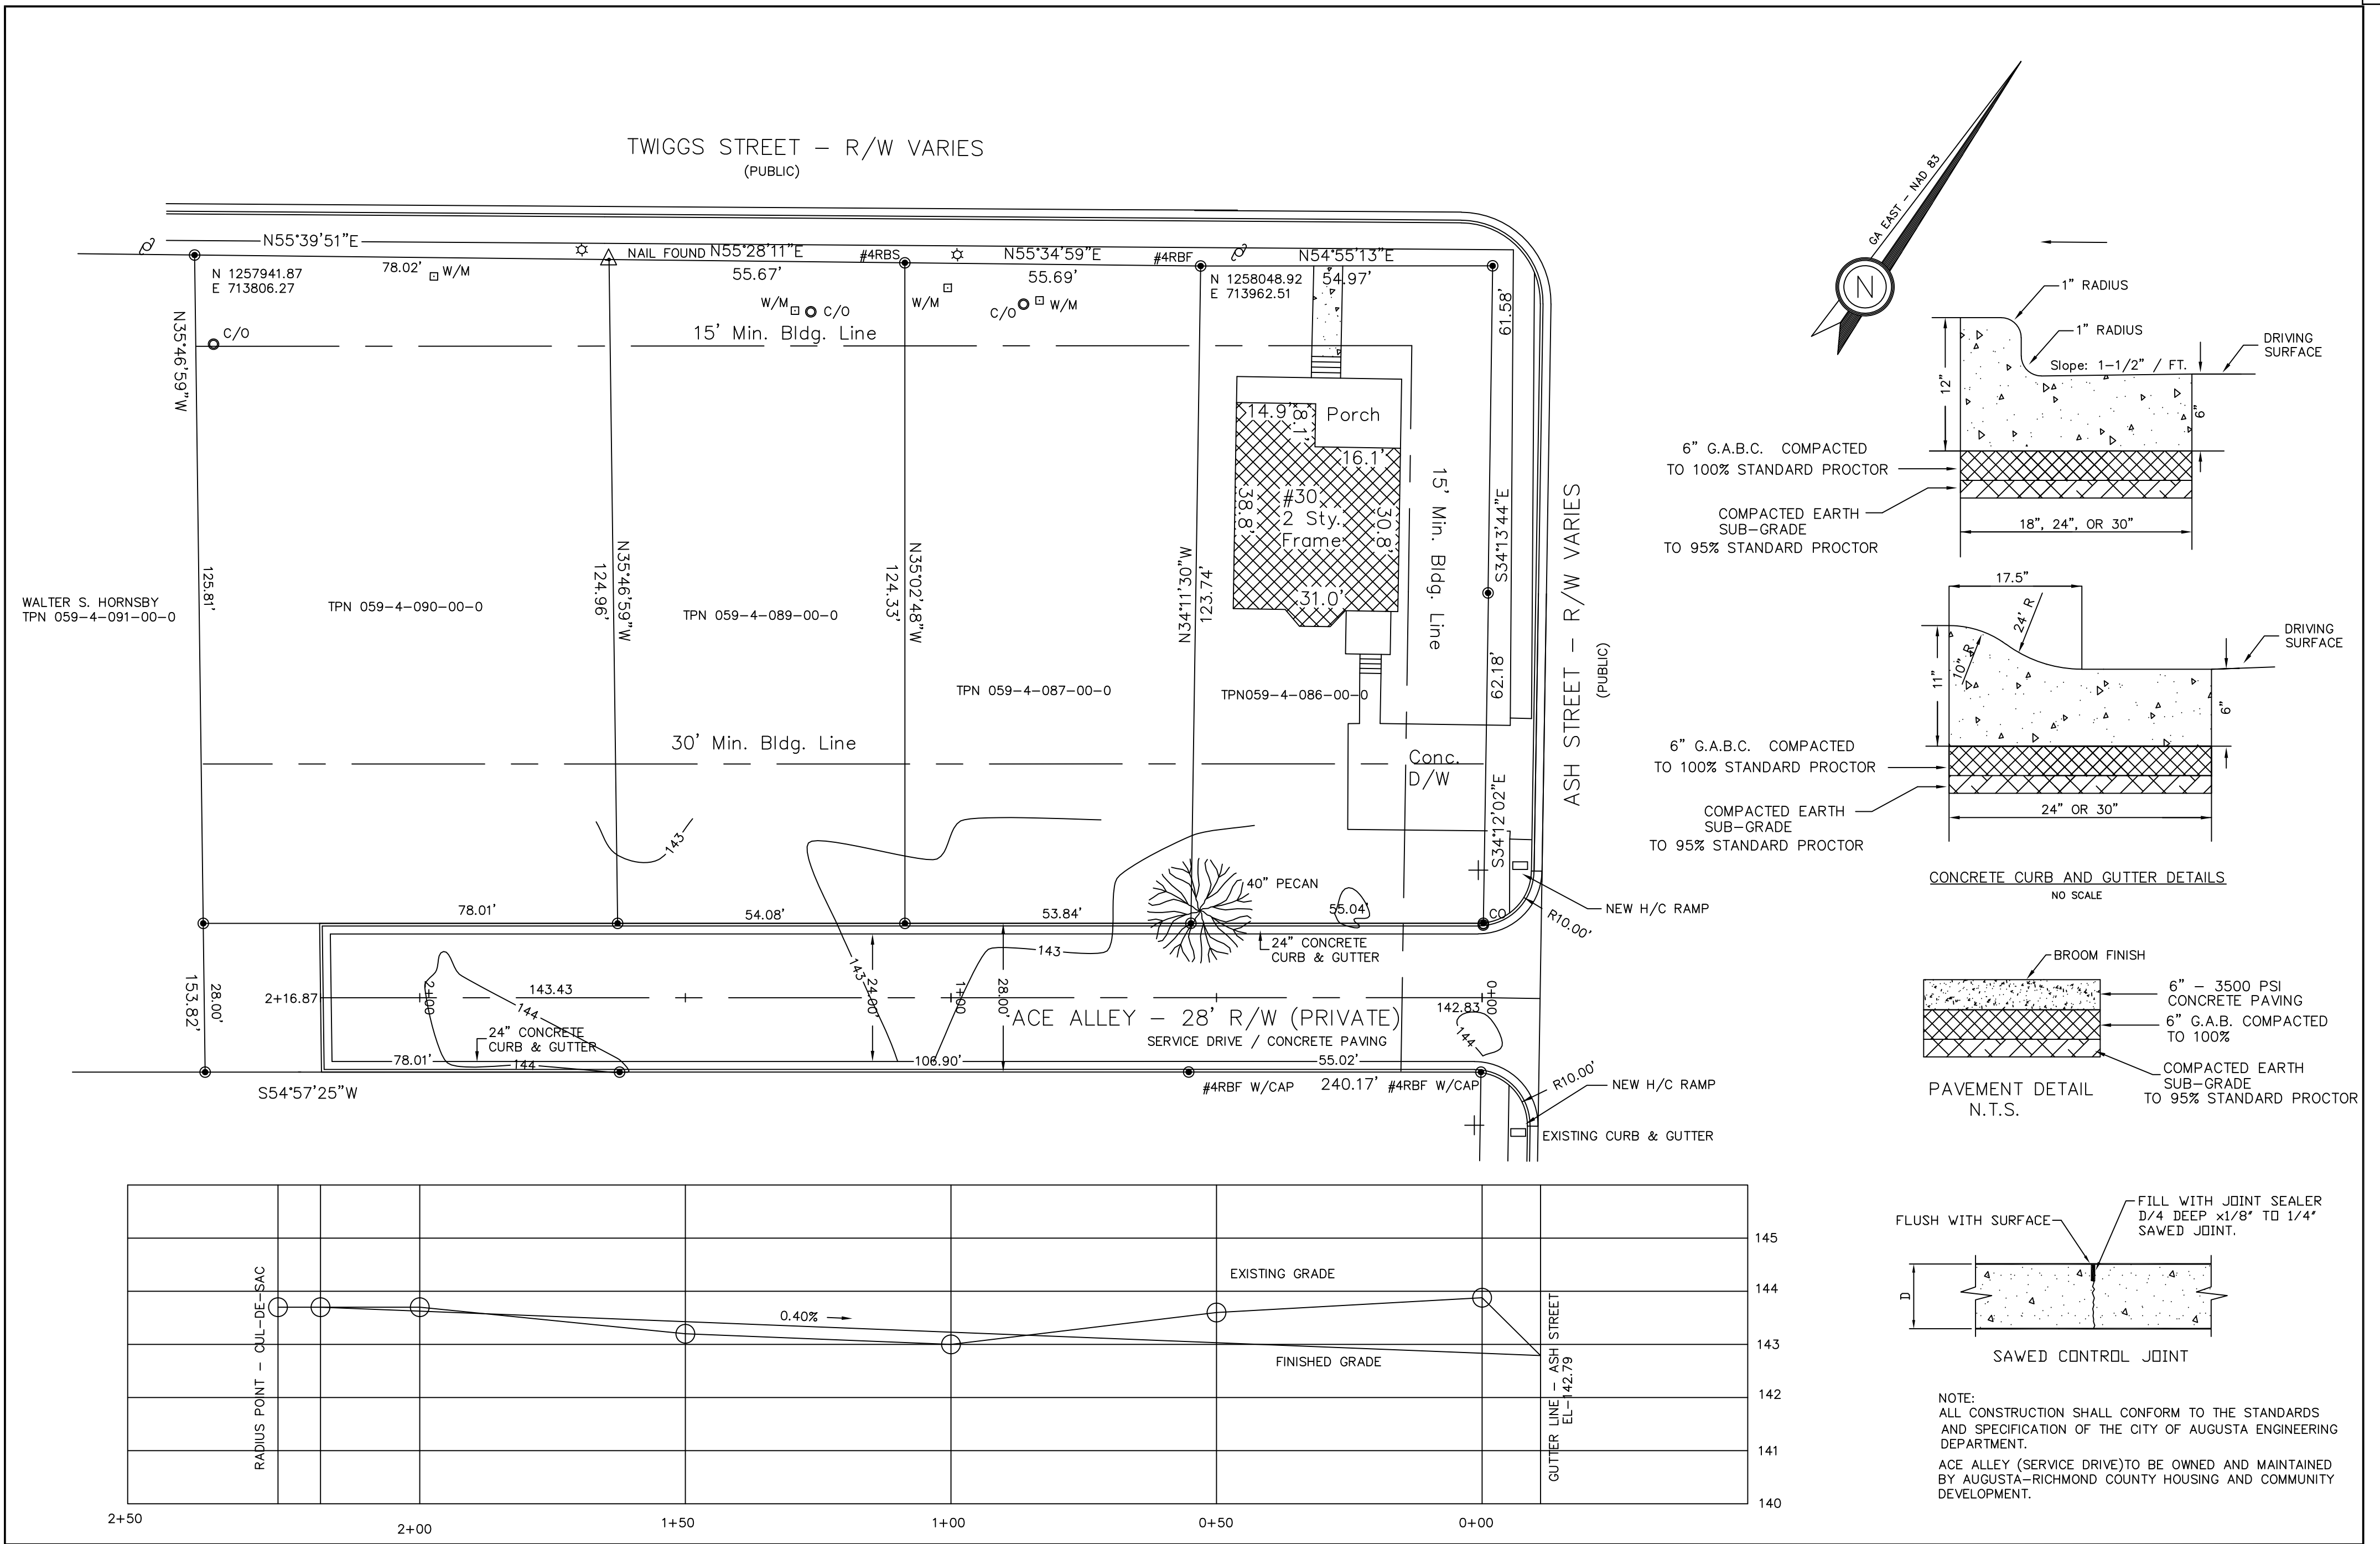 TWIGGS STREET – R/W VARIES
(PUBLIC)
N55°39'51"E
NAIL FOUND
N55°28'11"E
#4RBS
N55°34'59"E
#4RBF
N54°55'13"E
N 1257941.87
E 713806.27
78.02'
W/M
55.67'
55.69'
N 1258048.92
E 713962.51
54.97'
W/M
C/O
W/M
C/O
W/M
C/O
15' Min. Bldg. Line
N35°46'59"W
125.81'
61.58'
14.9'
8.1'
Porch
16.1'
38.8'
#30
2 Sty.
Frame
30.8'
31.0'
15' Min. Bldg. Line
S34°13'44"E
62.18'
ASH STREET – R/W VARIES
(PUBLIC)
WALTER S. HORNSBY
TPN 059-4-091-00-0
TPN 059-4-090-00-0
N35°46'59"W
124.96'
TPN 059-4-089-00-0
N35°02'48"W
124.33'
TPN 059-4-087-00-0
N34°11'30"W
123.74'
TPN059-4-086-00-0
30' Min. Bldg. Line
Conc.
D/W
S34°12'02"E
143
40" PECAN
NEW H/C RAMP
78.01'
54.08'
53.84'
55.04'
CO
R10.00'
24" CONCRETE
CURB & GUTTER
143
143
153.82'
28.00'
2+16.87
2+00
143.43
144
24.00'
1+00
28.00'
142.83'
0+00
ACE ALLEY – 28' R/W (PRIVATE)
SERVICE DRIVE / CONCRETE PAVING
144
24" CONCRETE
CURB & GUTTER
78.01'
144
106.90'
55.02'
R10.00'
NEW H/C RAMP
S54°57'25"W
#4RBF W/CAP
240.17'
#4RBF W/CAP
EXISTING CURB & GUTTER
GA EAST – NAD 83
N
1" RADIUS
1" RADIUS
DRIVING
SURFACE
Slope: 1-1/2" / FT.
12"
6"
6" G.A.B.C. COMPACTED
TO 100% STANDARD PROCTOR
COMPACTED EARTH
SUB-GRADE
TO 95% STANDARD PROCTOR
18", 24", OR 30"
17.5"
24' R
10" R
DRIVING
SURFACE
11"
6"
6" G.A.B.C. COMPACTED
TO 100% STANDARD PROCTOR
COMPACTED EARTH
SUB-GRADE
TO 95% STANDARD PROCTOR
24" OR 30"
CONCRETE CURB AND GUTTER DETAILS
NO SCALE
BROOM FINISH
6" – 3500 PSI
CONCRETE PAVING
6" G.A.B. COMPACTED
TO 100%
COMPACTED EARTH
SUB-GRADE
TO 95% STANDARD PROCTOR
PAVEMENT DETAIL
N.T.S.
FLUSH WITH SURFACE
FILL WITH JOINT SEALER
D/4 DEEP x1/8" TO 1/4"
SAWED JOINT.
D
SAWED CONTROL JOINT
NOTE:
ALL CONSTRUCTION SHALL CONFORM TO THE STANDARDS
AND SPECIFICATION OF THE CITY OF AUGUSTA ENGINEERING
DEPARTMENT.
ACE ALLEY (SERVICE DRIVE)TO BE OWNED AND MAINTAINED
BY AUGUSTA-RICHMOND COUNTY HOUSING AND COMMUNITY
DEVELOPMENT.
RADIUS PONT – CUL-DE-SAC
EXISTING GRADE
0.40%
FINISHED GRADE
GUTTER LINE – ASH STREET
EL-142.79
145
144
143
142
141
140
2+50
2+00
1+50
1+00
0+50
0+00